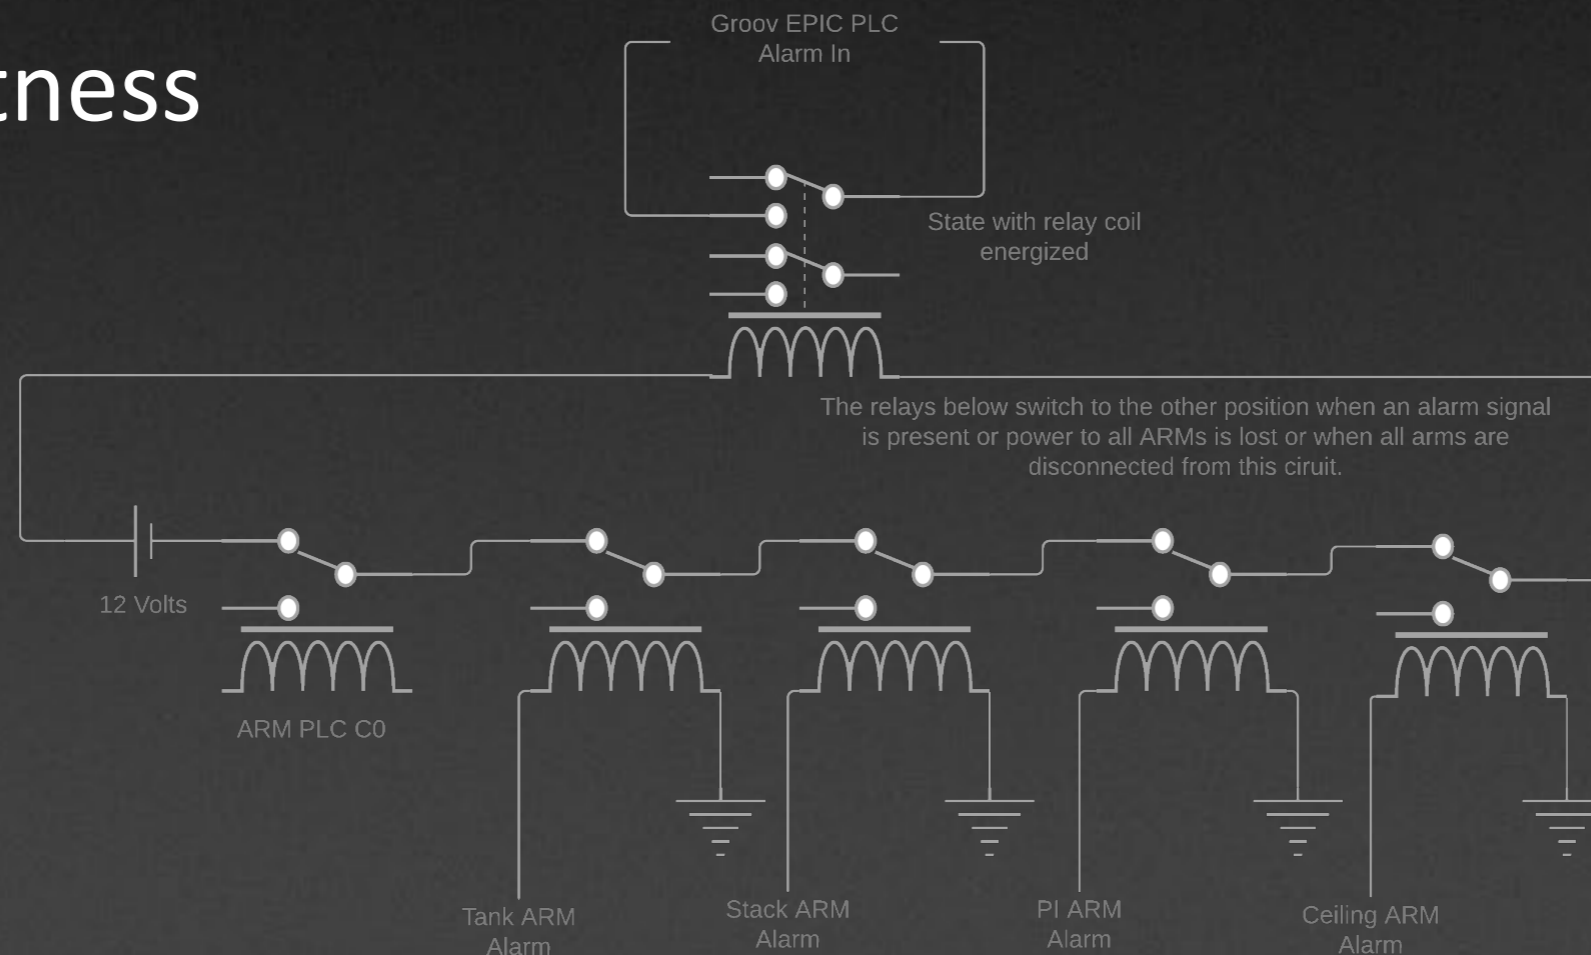 tness
Groov EPIC PLC
Alarm In
State with relay coil
energized
The relays below switch to the other position when an alarm signal
is present or power to all ARMs is lost or when all arms are
disconnected from this ciruit.
12 Volts
ARM PLC C0
Tank ARM
Alarm
Stack ARM
Alarm
PI ARM
Alarm
Ceiling ARM
Alarm